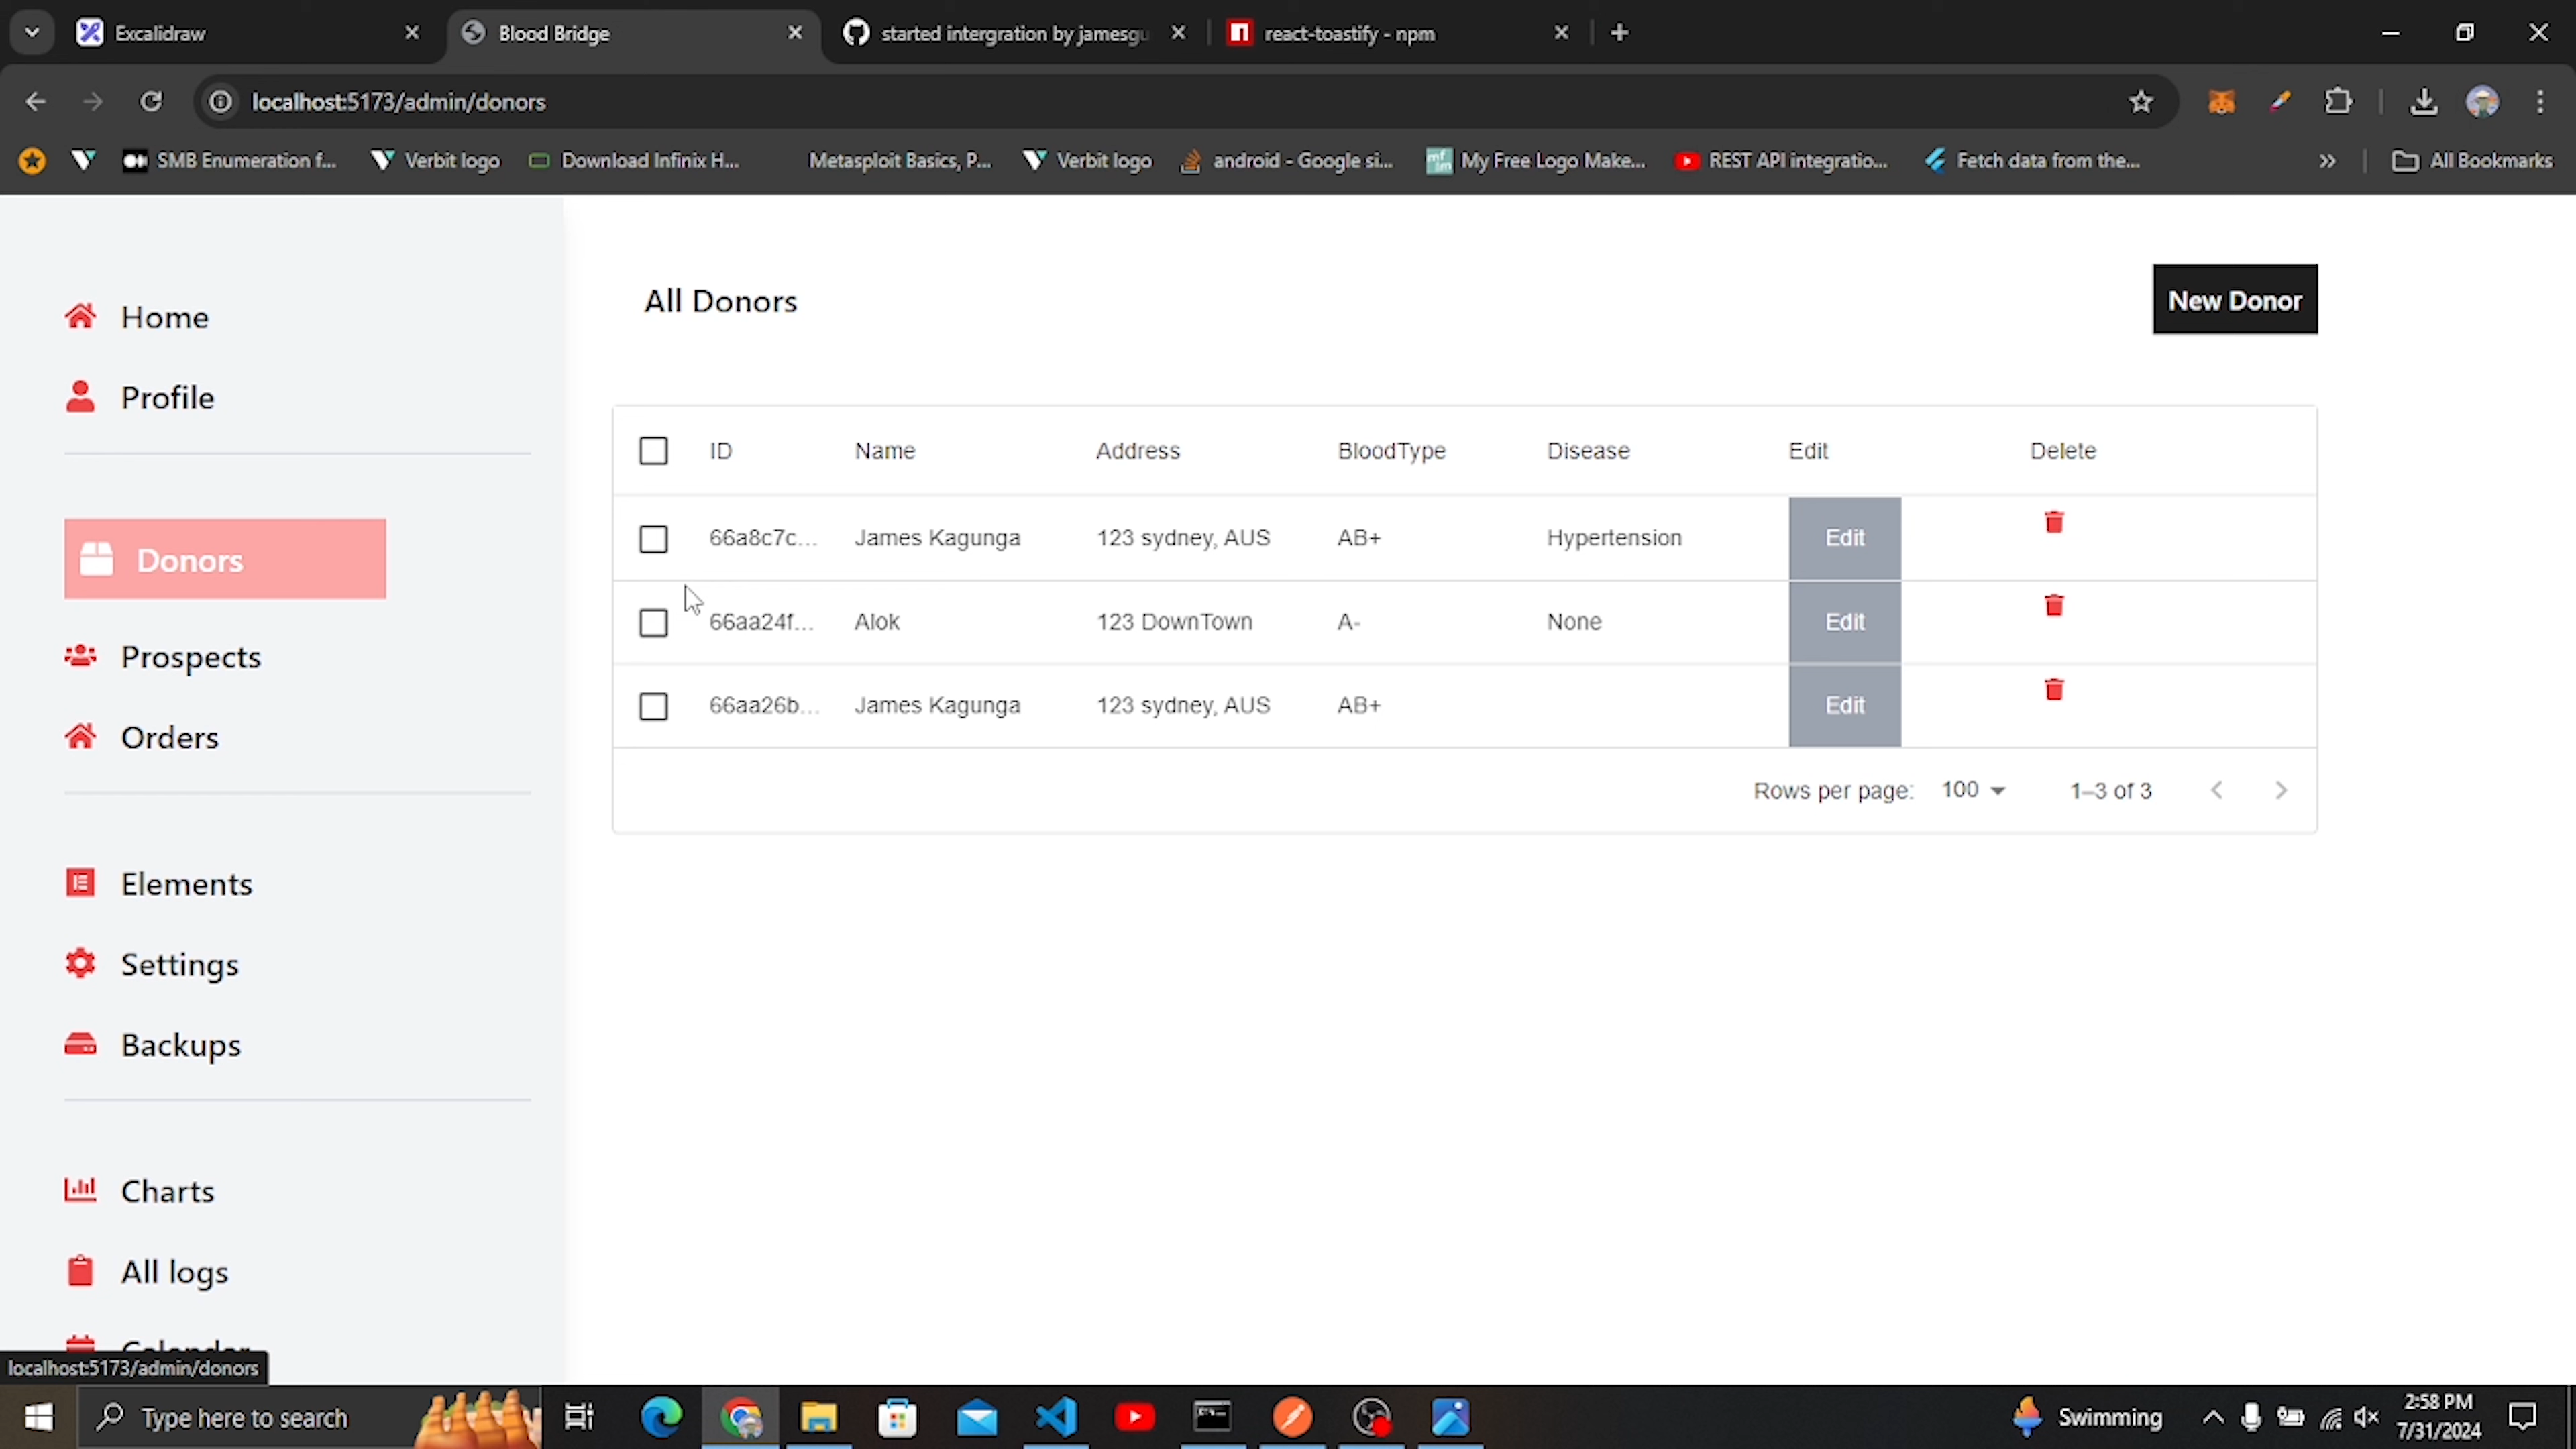 Excalidraw
Blood Bridge
started intergration by jamesgu
react-toastify - npm
localhost:5173/admin/donors
SMB Enumeration f...
Verbit logo
Download Infinix H...
Metasploit Basics, P...
Verbit logo
android - Google si...
My Free Logo Make...
REST API integratio...
Fetch data from the...
All Bookmarks
Home
Profile
Donors
Prospects
Orders
Elements
Settings
Backups
Charts
All logs
Calendar
All Donors
New Donor
ID Name Address BloodType Disease Edit Delete
66a8c7c... James Kagunga 123 sydney, AUS AB+ Hypertension Edit
66aa24f... Alok 123 DownTown A- None Edit
66aa26b... James Kagunga 123 sydney, AUS AB+ Edit
Rows per page: 100 1–3 of 3
localhost:5173/admin/donors
Type here to search
Swimming
2:58 PM
7/31/2024